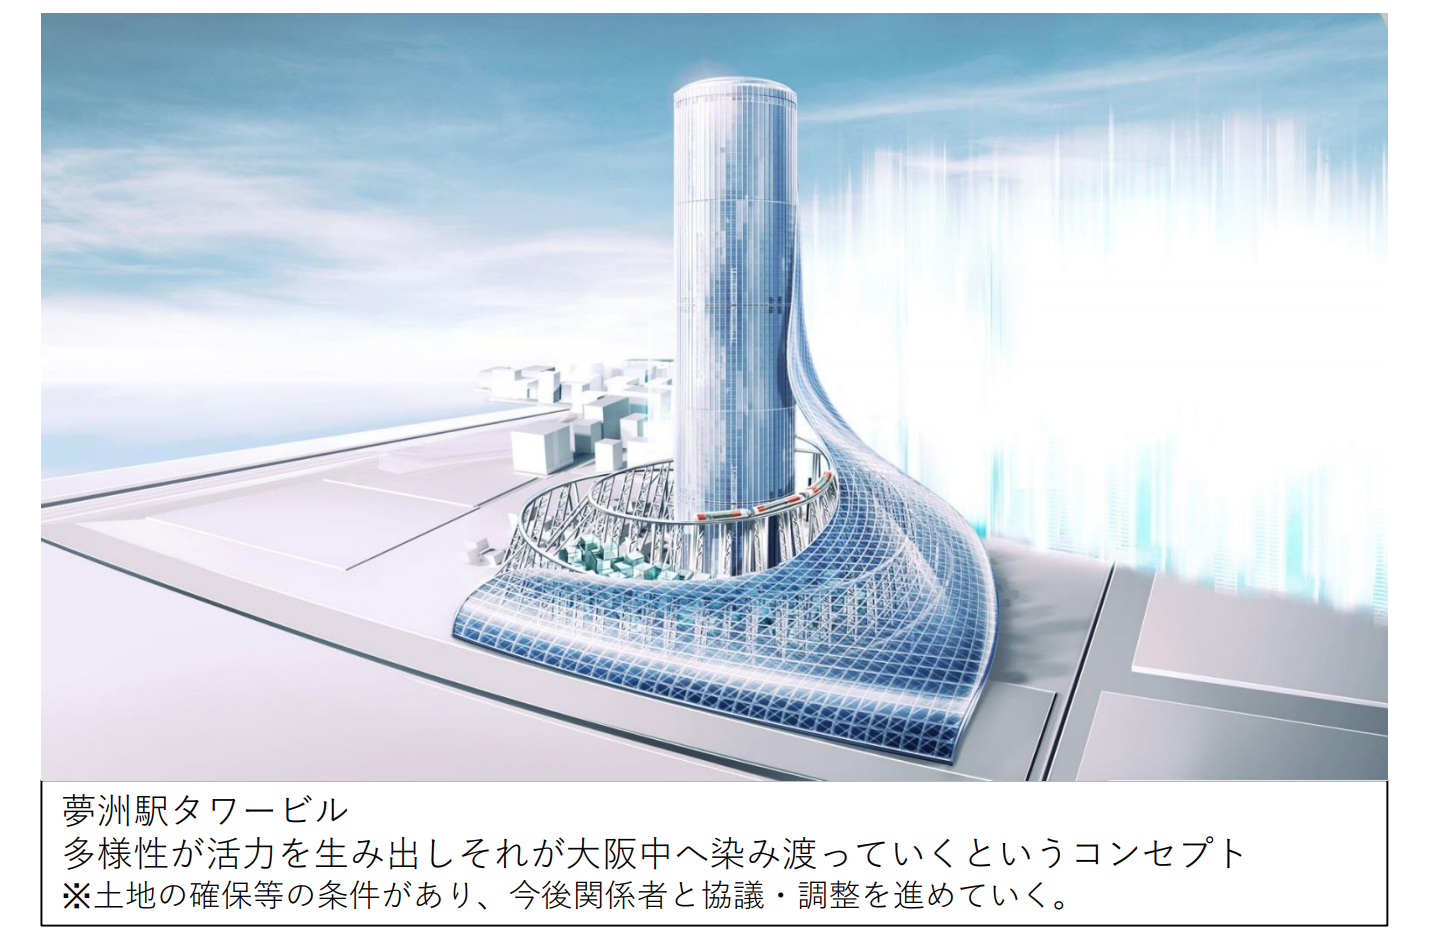 夢洲駅タワービル
多様性が活力を生み出しそれが大阪中へ染み渡っていくというコンセプト
※土地の確保等の条件があり、今後関係者と協議・調整を進めていく。